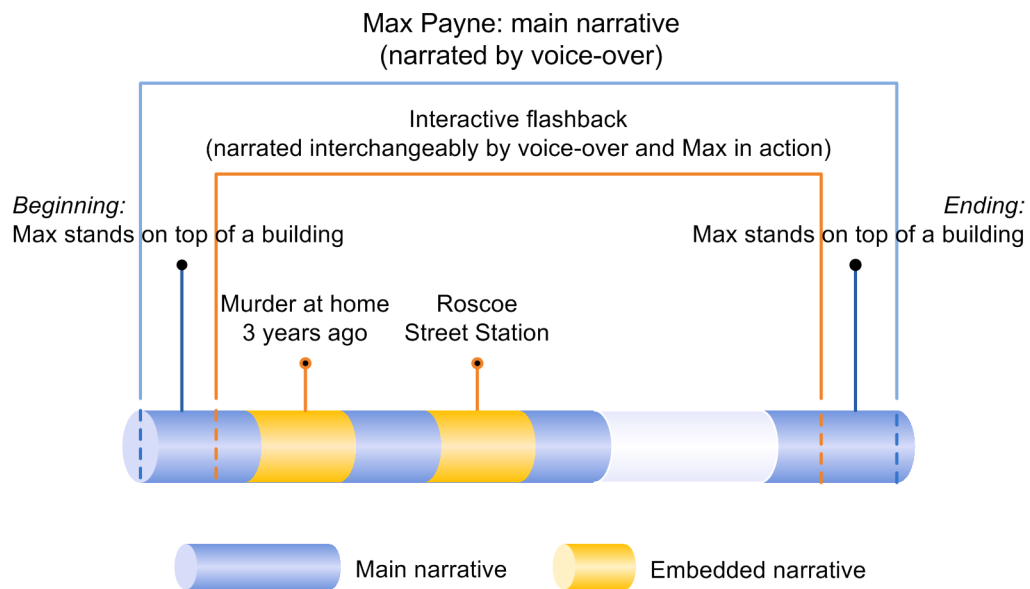 Max Payne: main narrative
(narrated by voice-over)
Interactive flashback
(narrated interchangeably by voice-over and Max in action)
Beginning:
Max stands on top of a building
Ending:
Max stands on top of a building
Murder at home
3 years ago
Roscoe
Street Station
Main narrative
Embedded narrative